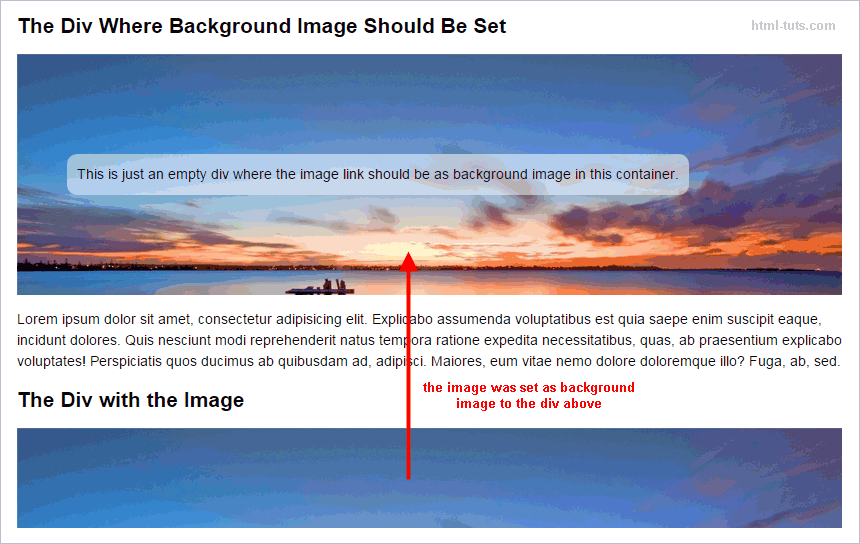 The Div Where Background Image Should Be Set
html-tuts.com
This is just an empty div where the image link should be as background image in this container.
Lorem ipsum dolor sit amet, consectetur adipisicing elit. Explicabo assumenda voluptatibus est quia saepe enim suscipit eaque,
incidunt dolores. Quis nesciunt modi reprehenderit natus tempora ratione expedita necessitatibus, quas, ab praesentium explicabo
voluptates! Perspiciatis quos ducimus ab quibusdam ad, adipisci. Maiores, eum vitae nemo dolore doloremque illo? Fuga, ab, sed.
the image was set as background
image to the div above
The Div with the Image